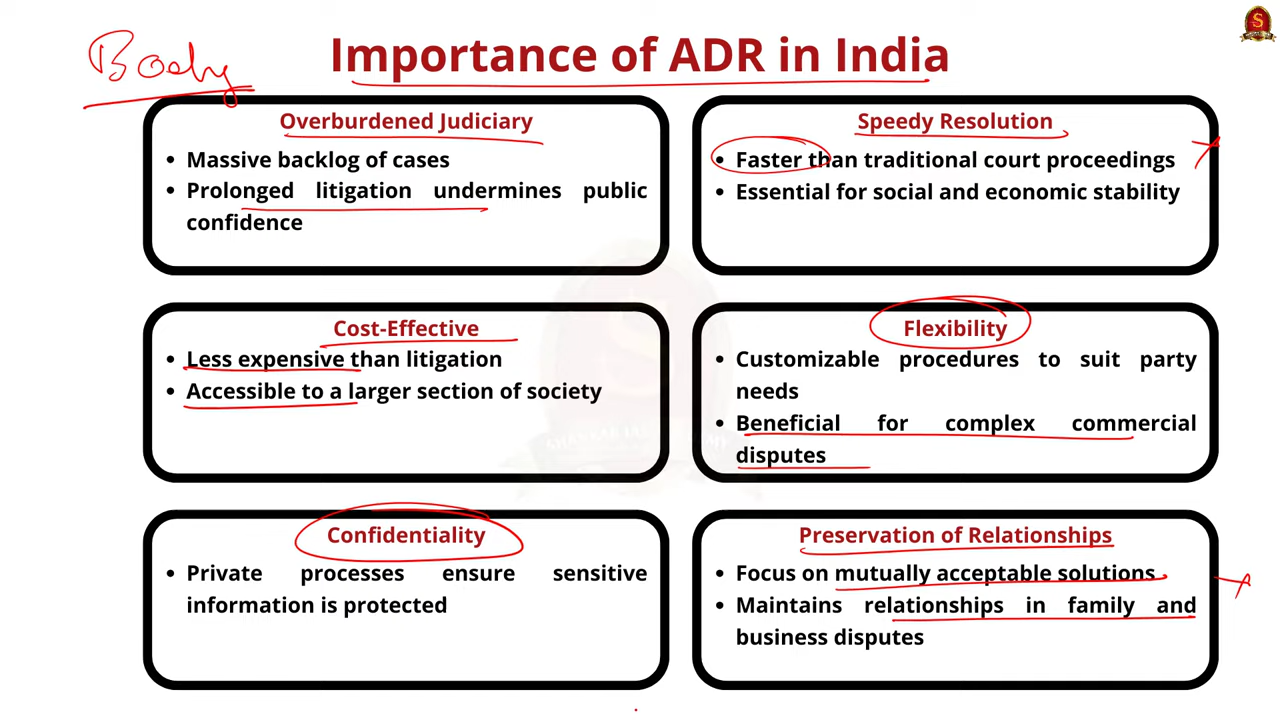 Body
Importance of ADR in India
Overburdened Judiciary
• Massive backlog of cases
• Prolonged litigation undermines public
confidence
Speedy Resolution
• Faster than traditional court proceedings
• Essential for social and economic stability
Cost-Effective
• Less expensive than litigation
• Accessible to a larger section of society
Flexibility
• Customizable procedures to suit party
needs
• Beneficial for complex commercial
disputes
Confidentiality
• Private processes ensure sensitive
information is protected
Preservation of Relationships
• Focus on mutually acceptable solutions
• Maintains relationships in family and
business disputes